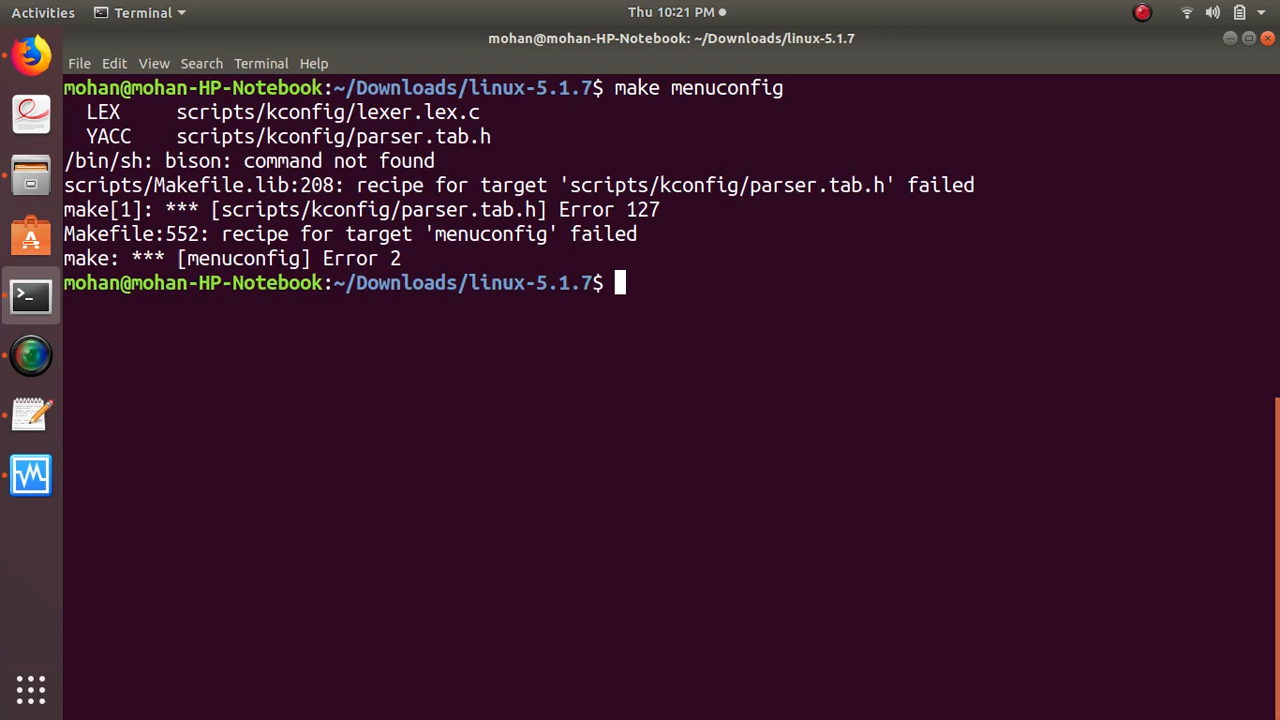 Activities Terminal Thu 10:21 PM
mohan@mohan-HP-Notebook: ~/Downloads/linux-5.1.7
File Edit View Search Terminal Help
mohan@mohan-HP-Notebook:~/Downloads/linux-5.1.7$ make menuconfig
LEX scripts/kconfig/lexer.lex.c
YACC scripts/kconfig/parser.tab.h
/bin/sh: bison: command not found
scripts/Makefile.lib:208: recipe for target 'scripts/kconfig/parser.tab.h' failed
make[1]: *** [scripts/kconfig/parser.tab.h] Error 127
Makefile:552: recipe for target 'menuconfig' failed
make: *** [menuconfig] Error 2
mohan@mohan-HP-Notebook:~/Downloads/linux-5.1.7$